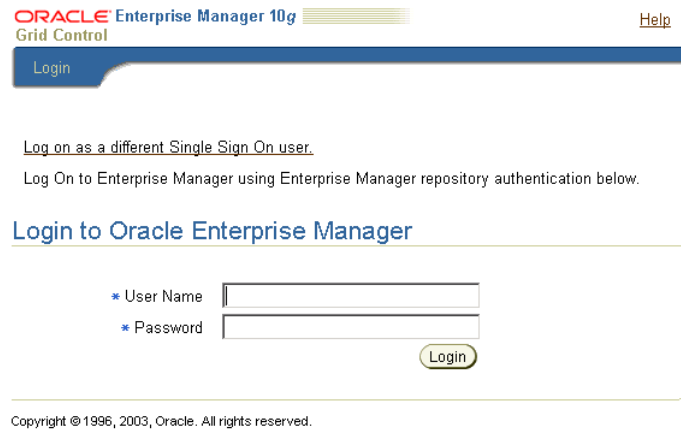 ORACLE Enterprise Manager 10g
Grid Control
Help
Login
Log on as a different Single Sign On user.
Log On to Enterprise Manager using Enterprise Manager repository authentication below.
Login to Oracle Enterprise Manager
* User Name
* Password
Login
Copyright © 1996, 2003, Oracle. All rights reserved.